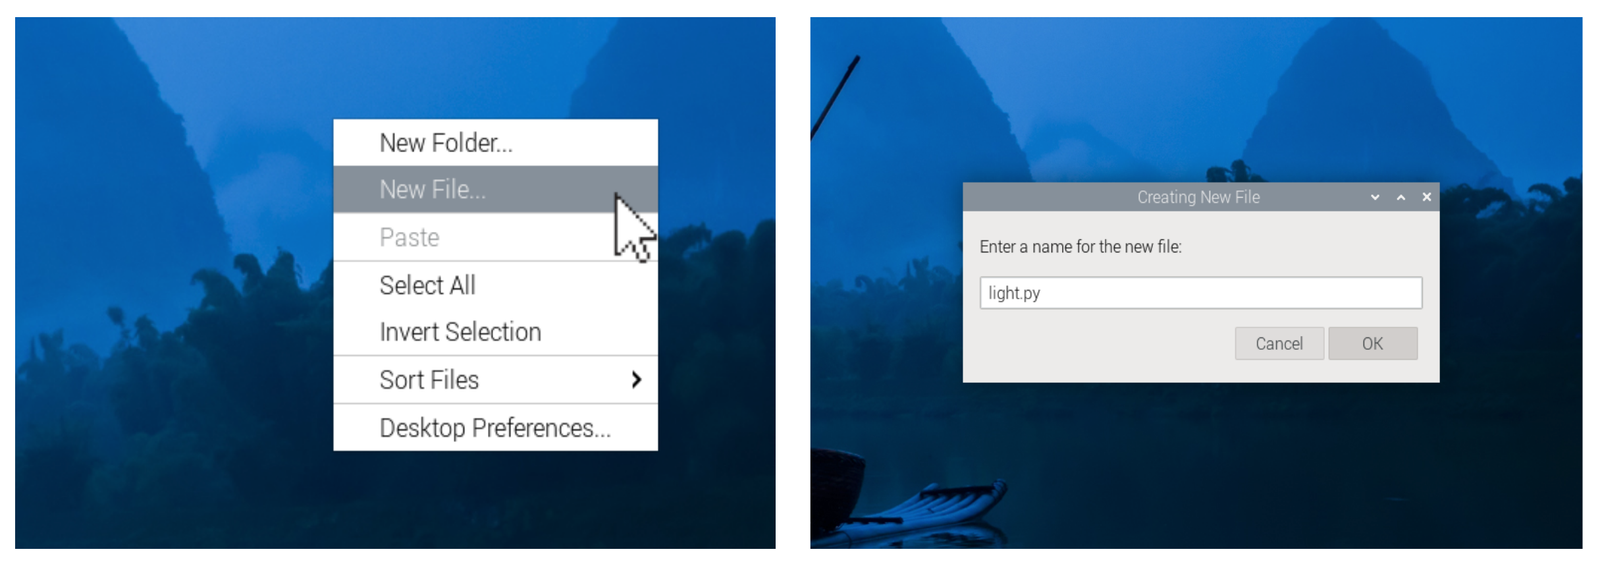 New Folder...
New File...
Paste
Select All
Invert Selection
Sort Files
Desktop Preferences...
Creating New File
Enter a name for the new file:
light.py
Cancel
OK